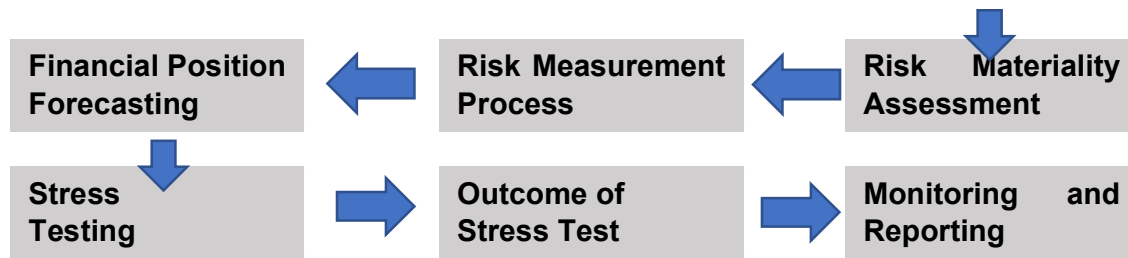 Financial Position
Forecasting
Risk Measurement
Process
Risk Materiality
Assessment
Stress
Testing
Outcome of
Stress Test
Monitoring and
Reporting